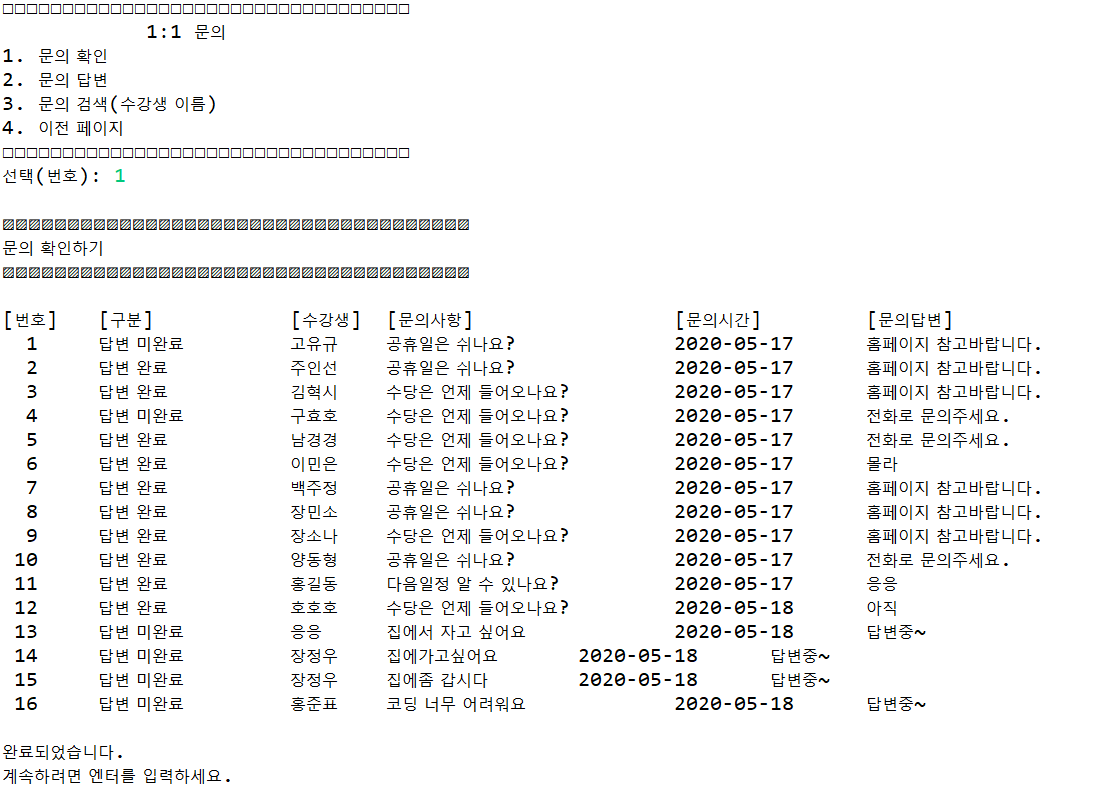 □□□□□□□□□□□□□□□□□□□□□□□□□□□□□□□□□□
1:1 문의
1. 문의 확인
2. 문의 답변
3. 문의 검색(수강생 이름)
4. 이전 페이지
□□□□□□□□□□□□□□□□□□□□□□□□□□□□□□□□□□
선택(번호): 1
▨▨▨▨▨▨▨▨▨▨▨▨▨▨▨▨▨▨▨▨▨▨▨▨▨▨▨▨▨▨▨▨▨▨▨▨
문의 확인하기
▨▨▨▨▨▨▨▨▨▨▨▨▨▨▨▨▨▨▨▨▨▨▨▨▨▨▨▨▨▨▨▨▨▨▨▨
[번호] [구분] [수강생] [문의사항] [문의시간] [문의답변]
1 답변 미완료 고유규 공휴일은 쉬나요? 2020-05-17 홈페이지 참고바랍니다.
2 답변 완료 주인선 공휴일은 쉬나요? 2020-05-17 홈페이지 참고바랍니다.
3 답변 완료 김혁시 수당은 언제 들어오나요? 2020-05-17 홈페이지 참고바랍니다.
4 답변 미완료 구효호 수당은 언제 들어오나요? 2020-05-17 전화로 문의주세요.
5 답변 완료 남경경 수당은 언제 들어오나요? 2020-05-17 전화로 문의주세요.
6 답변 완료 이민은 수당은 언제 들어오나요? 2020-05-17 몰라
7 답변 완료 백주정 공휴일은 쉬나요? 2020-05-17 홈페이지 참고바랍니다.
8 답변 완료 장민소 공휴일은 쉬나요? 2020-05-17 홈페이지 참고바랍니다.
9 답변 완료 장소나 수당은 언제 들어오나요? 2020-05-17 홈페이지 참고바랍니다.
10 답변 완료 양동형 공휴일은 쉬나요? 2020-05-17 전화로 문의주세요.
11 답변 완료 홍길동 다음일정 알 수 있나요? 2020-05-17 응응
12 답변 완료 호호호 수당은 언제 들어오나요? 2020-05-18 아직
13 답변 미완료 응응 집에서 자고 싶어요 2020-05-18 답변중~
14 답변 미완료 장정우 집에가고싶어요 2020-05-18 답변중~
15 답변 미완료 장정우 집에좀 갑시다 2020-05-18 답변중~
16 답변 미완료 홍준표 코딩 너무 어려워요 2020-05-18 답변중~
완료되었습니다.
계속하려면 엔터를 입력하세요.